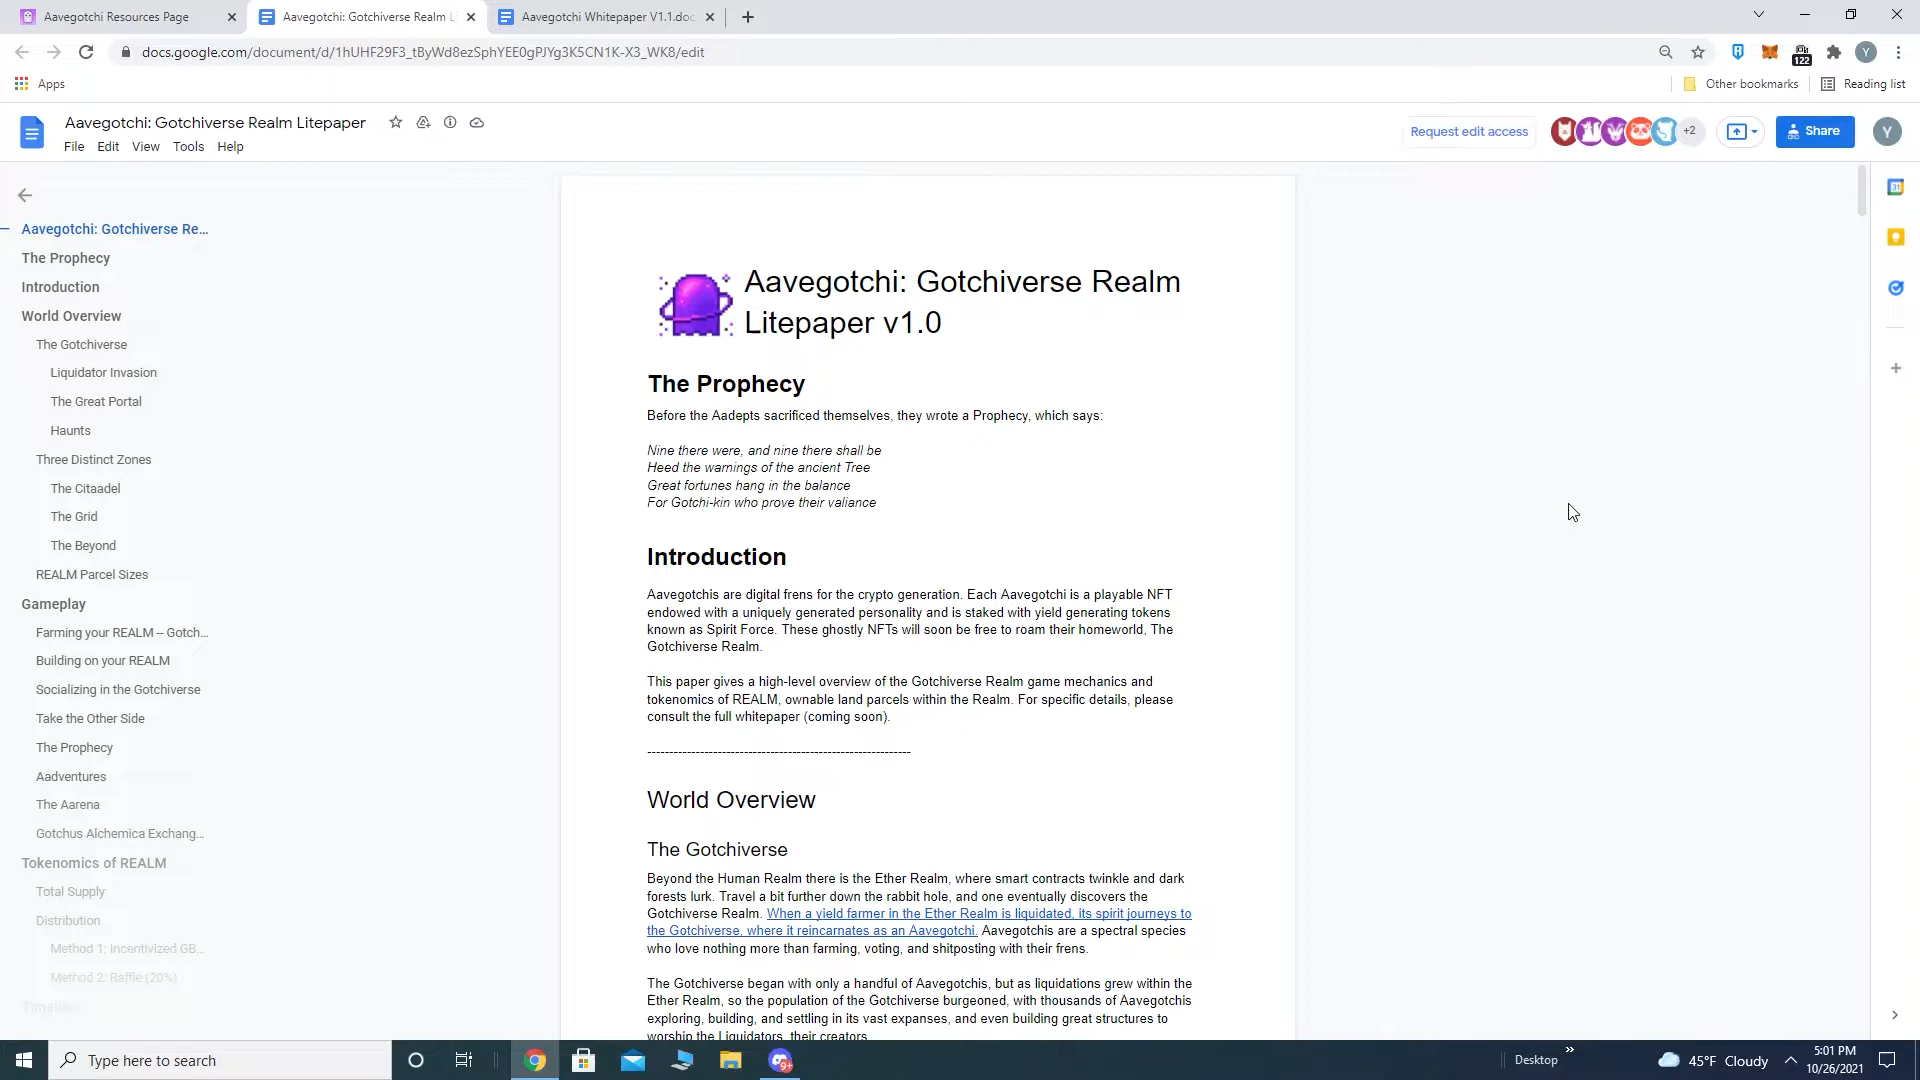 Aavegotchi Resources Page
Aavegotchi: Gotchiverse Realm Li
Aavegotchi Whitepaper V1.1.doc
docs.google.com/document/d/1hUHF29F3_tByWd8ezSphYEE0gPJYg3K5CN1K-X3_WK8/edit
122
Y
Apps
Other bookmarks
Reading list
Aavegotchi: Gotchiverse Realm Litepaper
File Edit View Tools Help
Request edit access
+2
Share
Y
31
Aavegotchi: Gotchiverse Re...
The Prophecy
Introduction
World Overview
The Gotchiverse
Liquidator Invasion
The Great Portal
Haunts
Three Distinct Zones
The Citaadel
The Grid
The Beyond
REALM Parcel Sizes
Gameplay
Farming your REALM – Gotch...
Building on your REALM
Socializing in the Gotchiverse
Take the Other Side
The Prophecy
Aadventures
The Aarena
Gotchus Alchemica Exchang...
Tokenomics of REALM
Total Supply
Distribution
Method 1: Incentivized GB...
Method 2: Raffle (20%)
Timeline
Aavegotchi: Gotchiverse Realm
Litepaper v1.0
The Prophecy
Before the Aadepts sacrificed themselves, they wrote a Prophecy, which says:
Nine there were, and nine there shall be
Heed the warnings of the ancient Tree
Great fortunes hang in the balance
For Gotchi-kin who prove their valiance
Introduction
Aavegotchis are digital frens for the crypto generation. Each Aavegotchi is a playable NFT
endowed with a uniquely generated personality and is staked with yield generating tokens
known as Spirit Force. These ghostly NFTs will soon be free to roam their homeworld, The
Gotchiverse Realm.
This paper gives a high-level overview of the Gotchiverse Realm game mechanics and
tokenomics of REALM, ownable land parcels within the Realm. For specific details, please
consult the full whitepaper (coming soon).
------------------------------------------------------------
World Overview
The Gotchiverse
Beyond the Human Realm there is the Ether Realm, where smart contracts twinkle and dark
forests lurk. Travel a bit further down the rabbit hole, and one eventually discovers the
Gotchiverse Realm. When a yield farmer in the Ether Realm is liquidated, its spirit journeys to
the Gotchiverse, where it reincarnates as an Aavegotchi. Aavegotchis are a spectral species
who love nothing more than farming, voting, and shitposting with their frens.
The Gotchiverse began with only a handful of Aavegotchis, but as liquidations grew within the
Ether Realm, so the population of the Gotchiverse burgeoned, with thousands of Aavegotchis
exploring, building, and settling in its vast expanses, and even building great structures to
worship the Liquidators, their creators.
Type here to search
9+
Desktop
45°F Cloudy
5:01 PM
10/26/2021